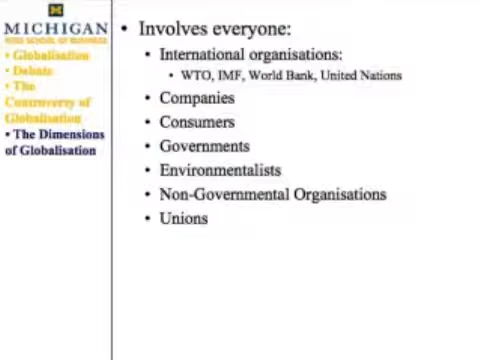 M
MICHIGAN
ROSS SCHOOL OF BUSINESS
• Globalisation
• Debate
• The
Controversy of
Globalisation
• The Dimensions
of Globalisation
• Involves everyone:
• International organisations:
• WTO, IMF, World Bank, United Nations
• Companies
• Consumers
• Governments
• Environmentalists
• Non-Governmental Organisations
• Unions